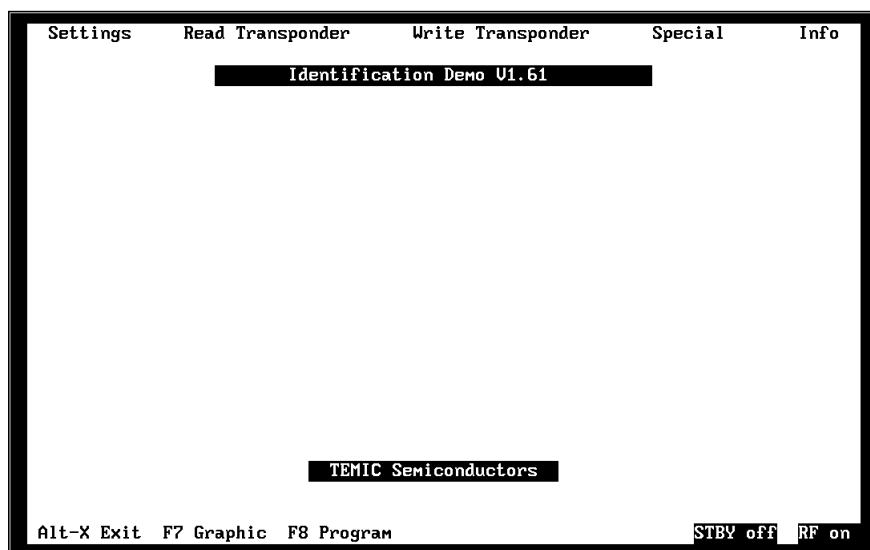 Settings Read Transponder Write Transponder Special Info
Identification Demo V1.61
TEMIC Semiconductors
Alt-X Exit F7 Graphic F8 Program STBY off RF on